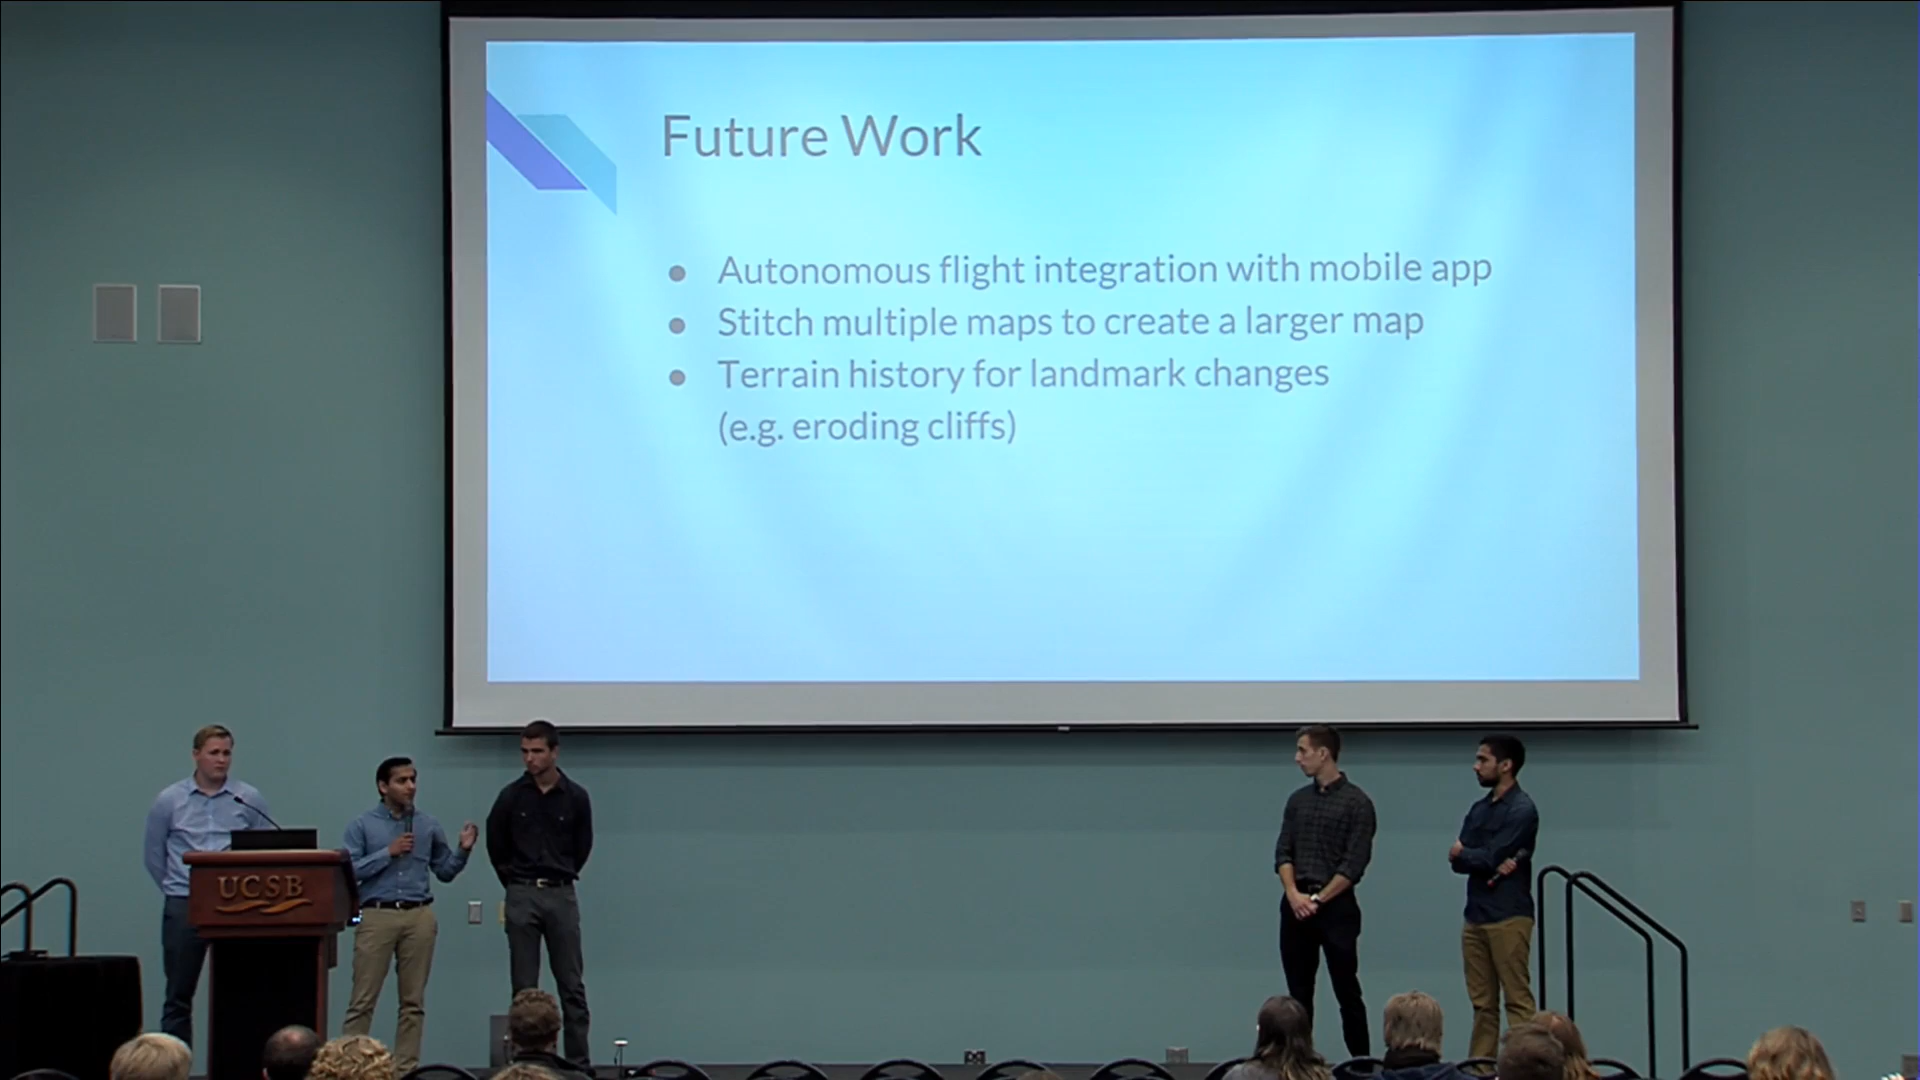 Future Work
● Autonomous flight integration with mobile app
● Stitch multiple maps to create a larger map
● Terrain history for landmark changes
(e.g. eroding cliffs)
UCSB